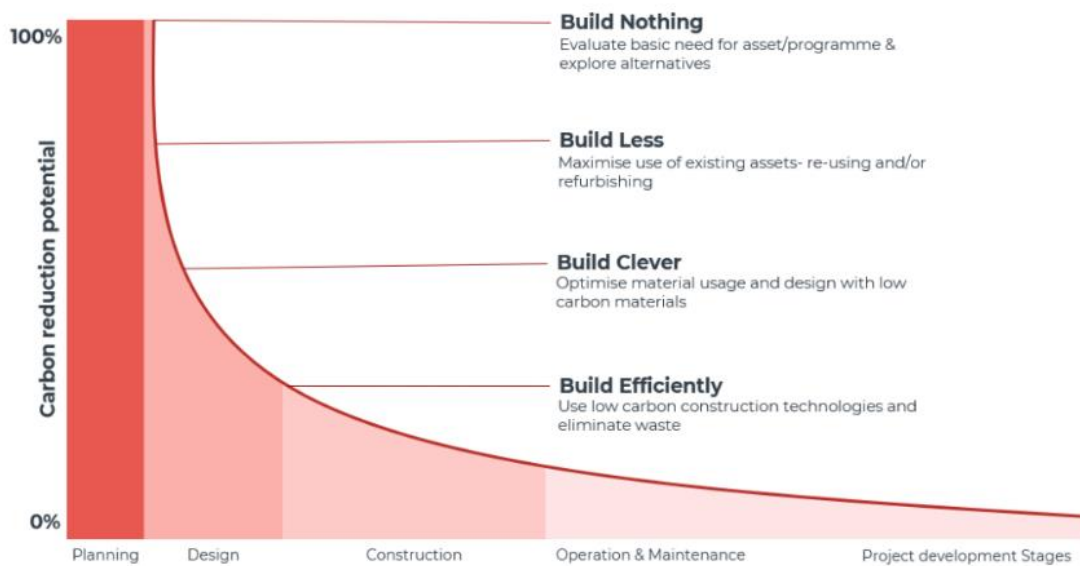 100%
Carbon reduction potential
0%
Build Nothing
Evaluate basic need for asset/programme &
explore alternatives
Build Less
Maximise use of existing assets- re-using and/or
refurbishing
Build Clever
Optimise material usage and design with low
carbon materials
Build Efficiently
Use low carbon construction technologies and
eliminate waste
Planning
Design
Construction
Operation & Maintenance
Project development Stages